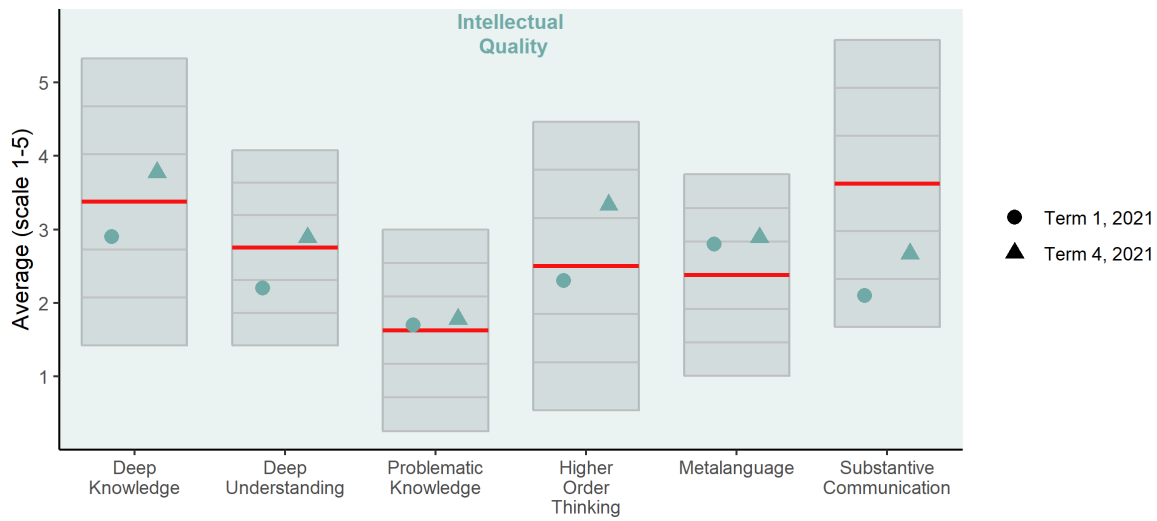 Intellectual
Quality
Average (scale 1-5)
5
4
3
2
1
Deep
Knowledge
Deep
Understanding
Problematic
Knowledge
Higher
Order
Thinking
Metalanguage
Substantive
Communication
Term 1, 2021
Term 4, 2021